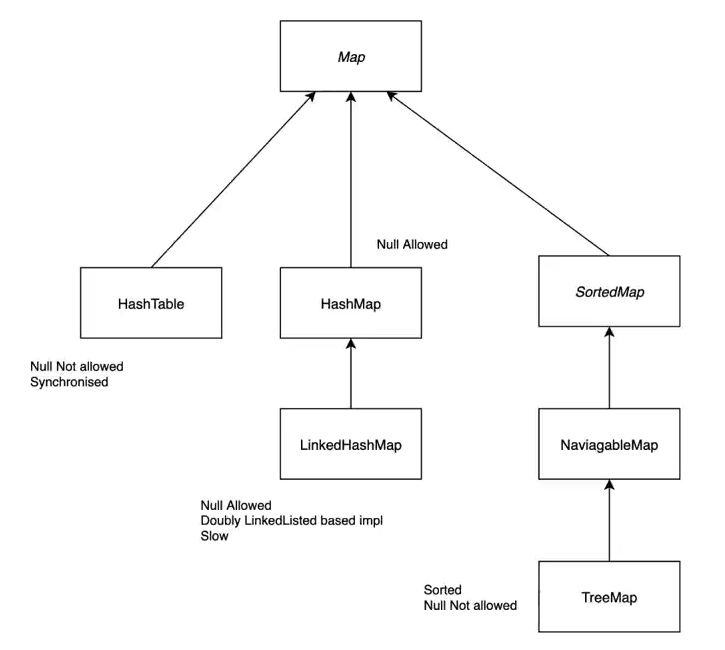 Map
Null Allowed
HashTable
HashMap
SortedMap
Null Not allowed
Synchronised
LinkedHashMap
NaviagableMap
Null Allowed
Doubly LinkedListed based impl
Slow
Sorted
Null Not allowed
TreeMap